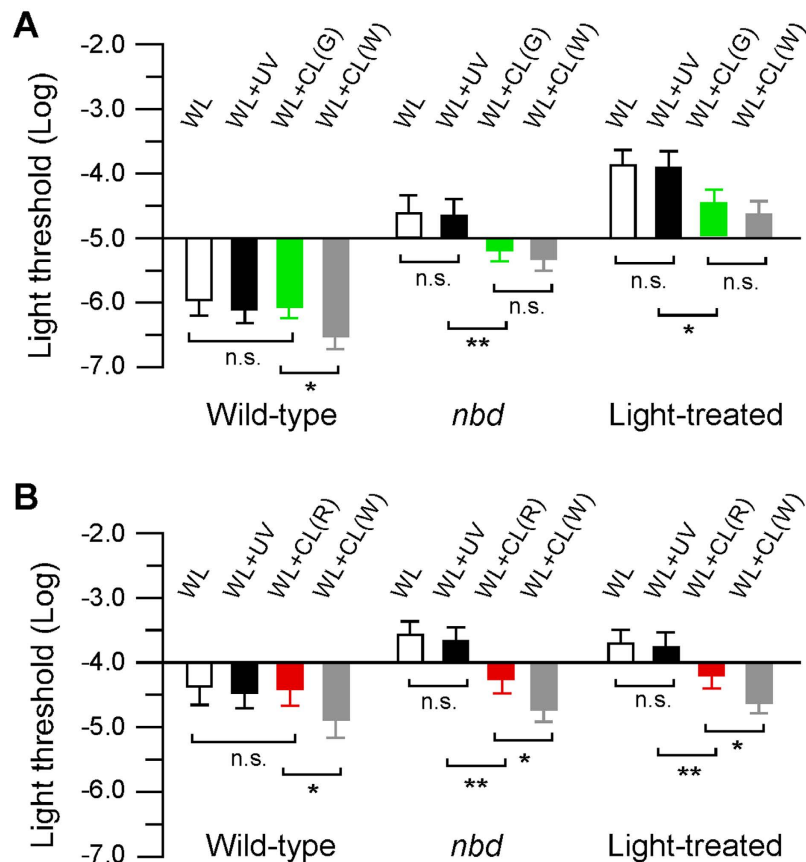 A
Light threshold (Log)
-2.0
-3.0
-4.0
-5.0
-6.0
-7.0
WL
WL+UV
WL+CL(G)
WL+CL(W)
WL
WL+UV
WL+CL(G)
WL+CL(W)
WL
WL+UV
WL+CL(G)
WL+CL(W)
n.s.
*
n.s.
n.s.
**
n.s.
n.s.
*
Wild-type
nbd
Light-treated
B
Light threshold (Log)
-2.0
-3.0
-4.0
-5.0
-6.0
-7.0
WL
WL+UV
WL+CL(R)
WL+CL(W)
WL
WL+UV
WL+CL(R)
WL+CL(W)
WL
WL+UV
WL+CL(R)
WL+CL(W)
n.s.
*
n.s.
**
*
n.s.
**
*
Wild-type
nbd
Light-treated